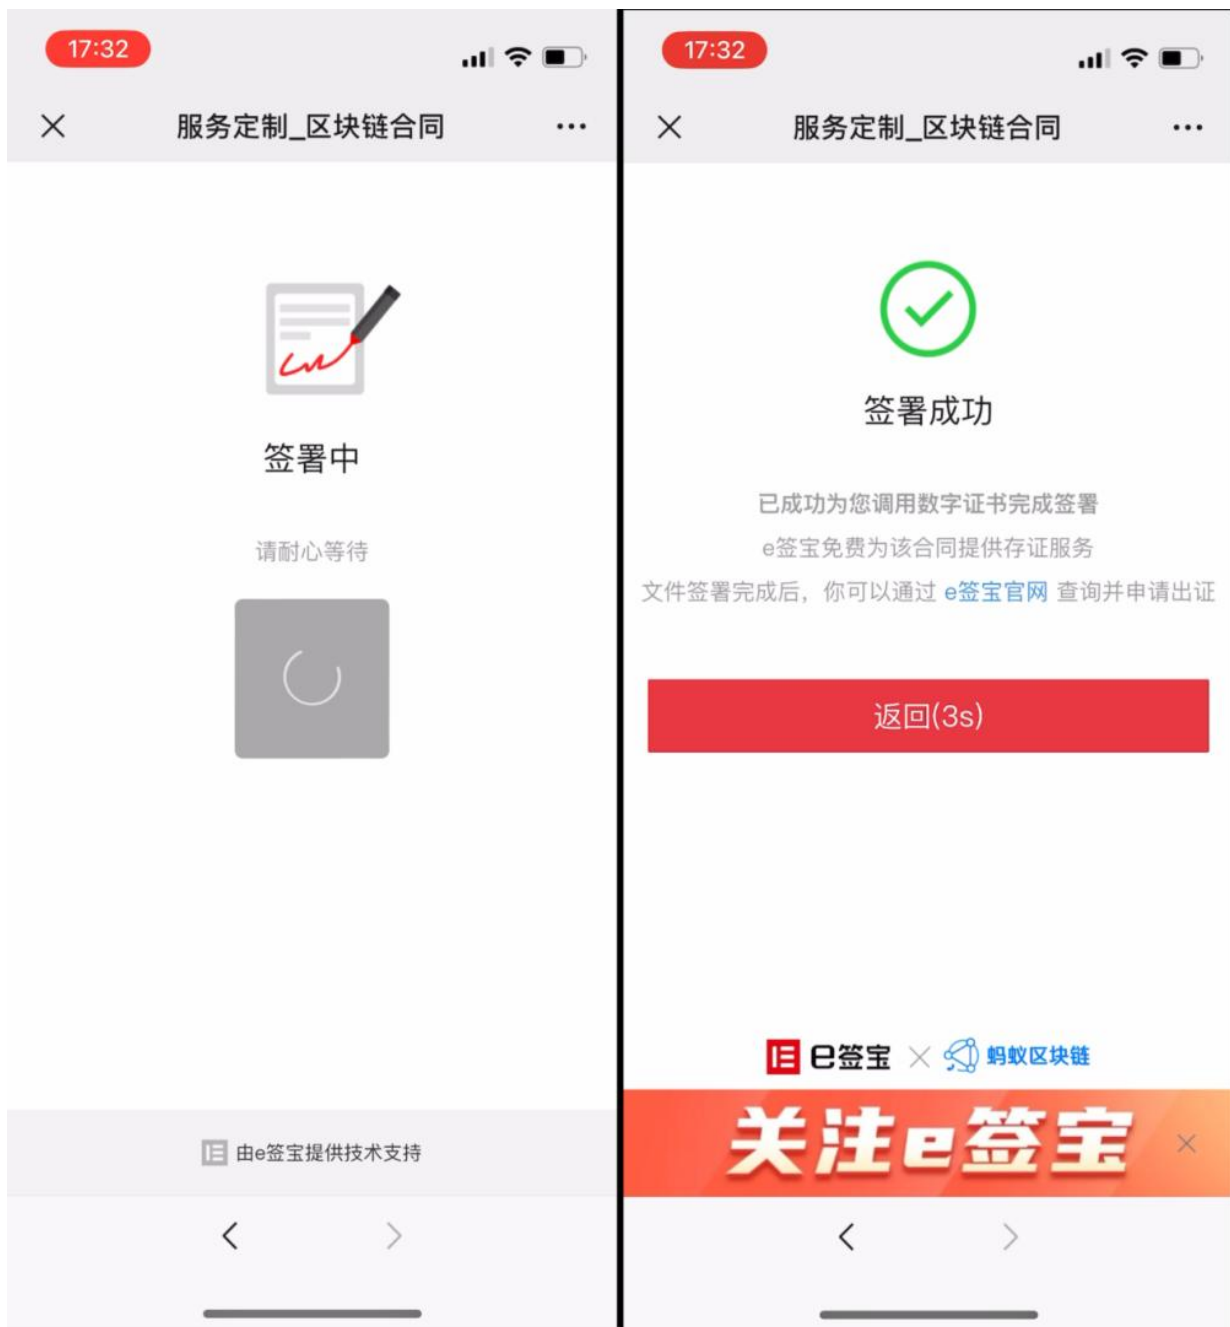 17:32
服务定制_区块链合同
签署中
请耐心等待
由e签宝提供技术支持
17:32
服务定制_区块链合同
签署成功
已成功为您调用数字证书完成签署
e签宝免费为该合同提供存证服务
文件签署完成后，你可以通过 e签宝官网 查询并申请出证
返回(3s)
e签宝 × 蚂蚁区块链
关注e签宝